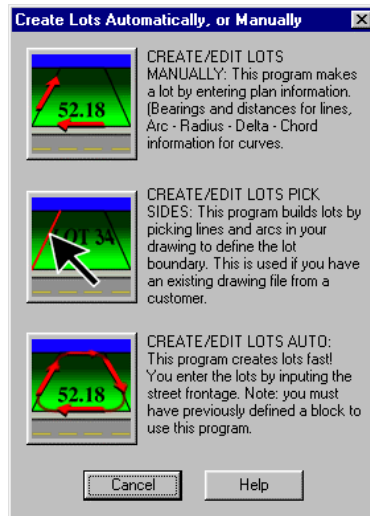 Create Lots Automatically, or Manually
52.18
CREATE/EDIT LOTS
MANUALLY: This program makes
a lot by entering plan information.
(Bearings and distances for lines,
Arc - Radius - Delta - Chord
information for curves.
LOT 34
CREATE/EDIT LOTS PICK
SIDES: This program builds lots by
picking lines and arcs in your
drawing to define the lot
boundary. This is used if you have
an existing drawing file from a
customer.
52.18
CREATE/EDIT LOTS AUTO:
This program creates lots fast!
You enter the lots by inputing the
street frontage. Note: you must
have previously defined a block to
use this program.
Cancel
Help